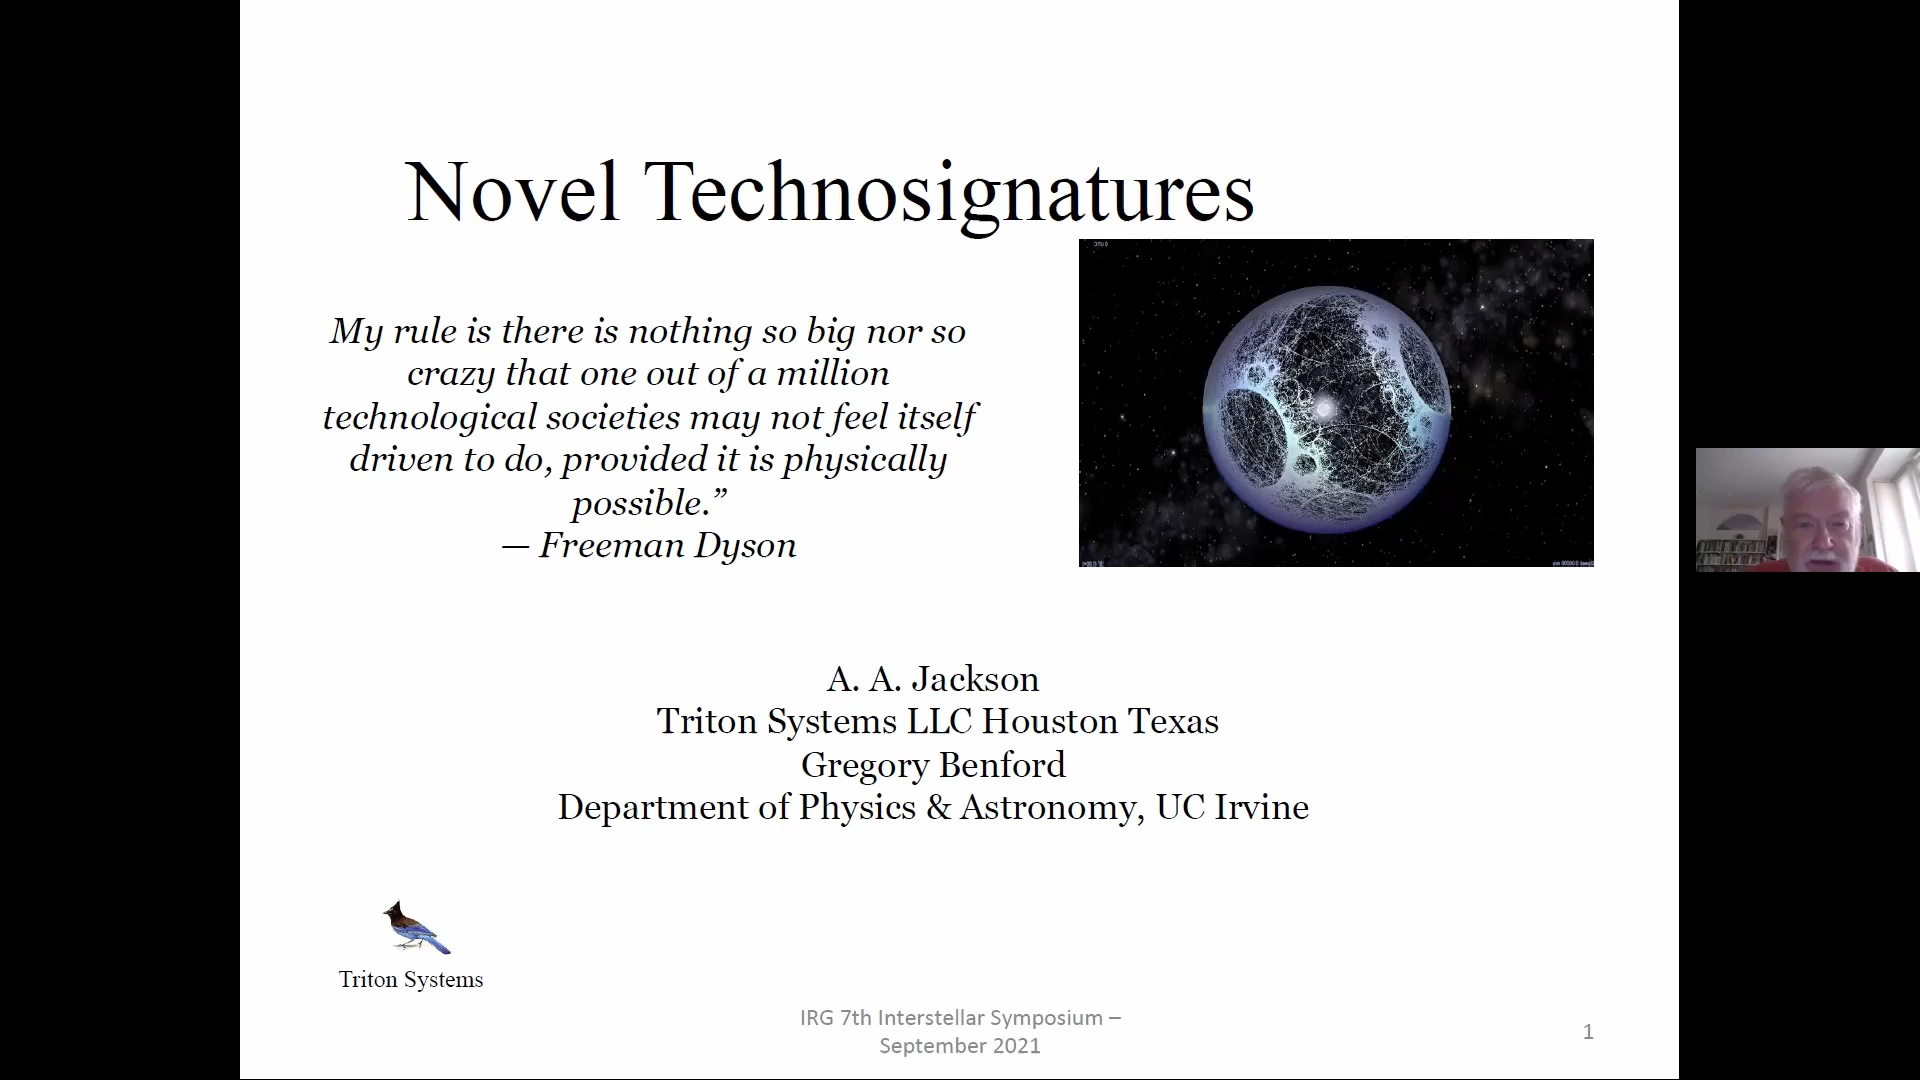 Novel Technosignatures
My rule is there is nothing so big nor so
crazy that one out of a million
technological societies may not feel itself
driven to do, provided it is physically
possible.”
— Freeman Dyson
A. A. Jackson
Triton Systems LLC Houston Texas
Gregory Benford
Department of Physics & Astronomy, UC Irvine
Triton Systems
IRG 7th Interstellar Symposium –
September 2021
1